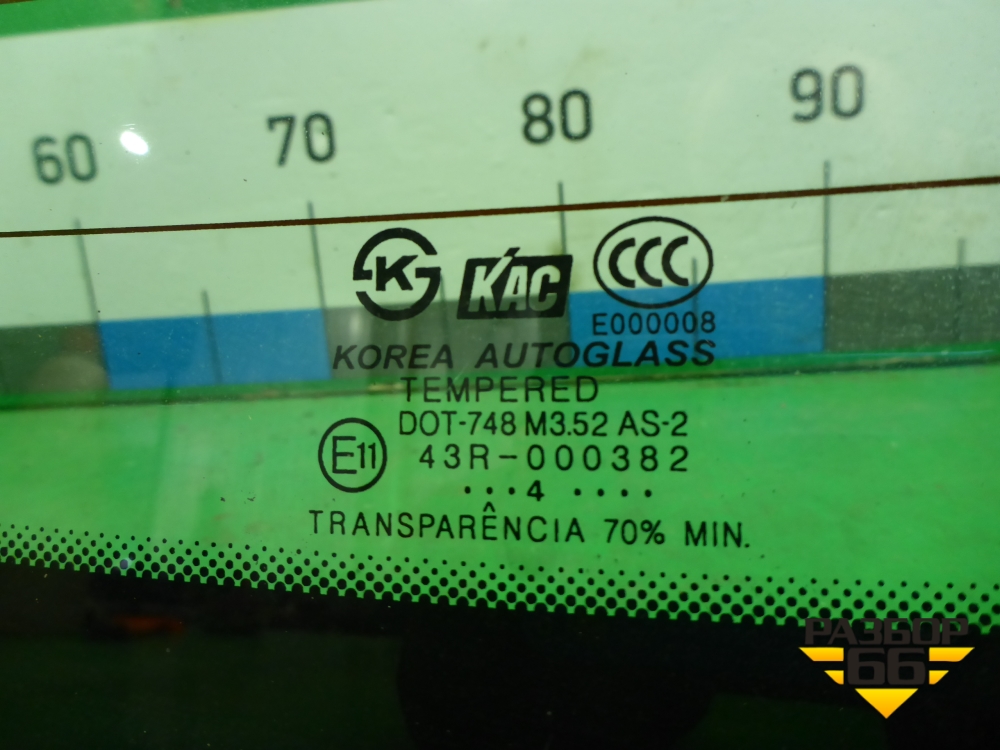 60 70 80 90
K KAC CCC
E000008
KOREA AUTOGLASS
TEMPERED
DOT-748 M3.52 AS-2
E11 43R-000382
···4 ····
TRANSPARÊNCIA 70% MIN.
РАЗБОР
66